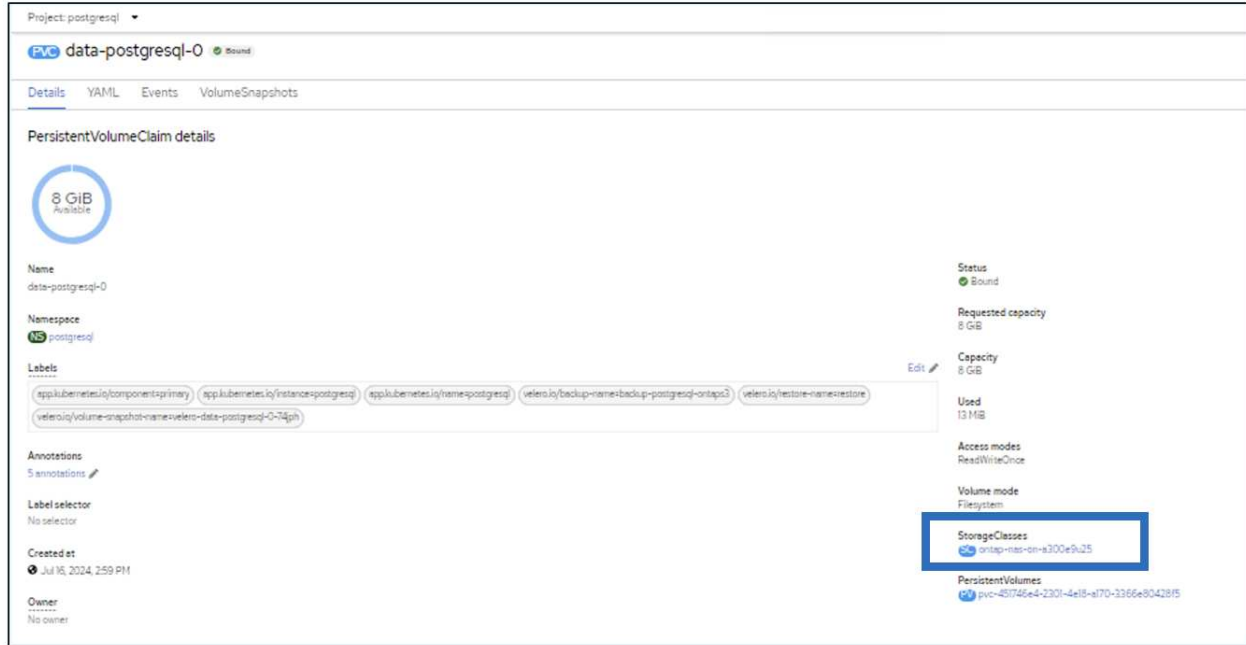 Project: postgresql
PVC data-postgresql-0 Bound
Details YAML Events VolumeSnapshots
PersistentVolumeClaim details
8 GiB
Available
Name
data-postgresql-0
Namespace
NS postgresql
Labels
Edit
app.kubernetes.io/component=primary app.kubernetes.io/instance=postgresql app.kubernetes.io/name=postgresql velero.io/backup-name=backup-postgresql-ontaps3 velero.io/restore-name=restore
velero.io/volume-snapshot-name=velero-data-postgresql-0-74jph
Annotations
5 annotations
Label selector
No selector
Created at
Jul 16, 2024, 2:59 PM
Owner
No owner
Status
Bound
Requested capacity
8 GiB
Capacity
8 GiB
Used
13 MiB
Access modes
ReadWriteOnce
Volume mode
Filesystem
StorageClasses
SC ontap-nas-on-a300e9u25
PersistentVolumes
PV pvc-451746e4-2301-4e18-a170-3366e80428f5